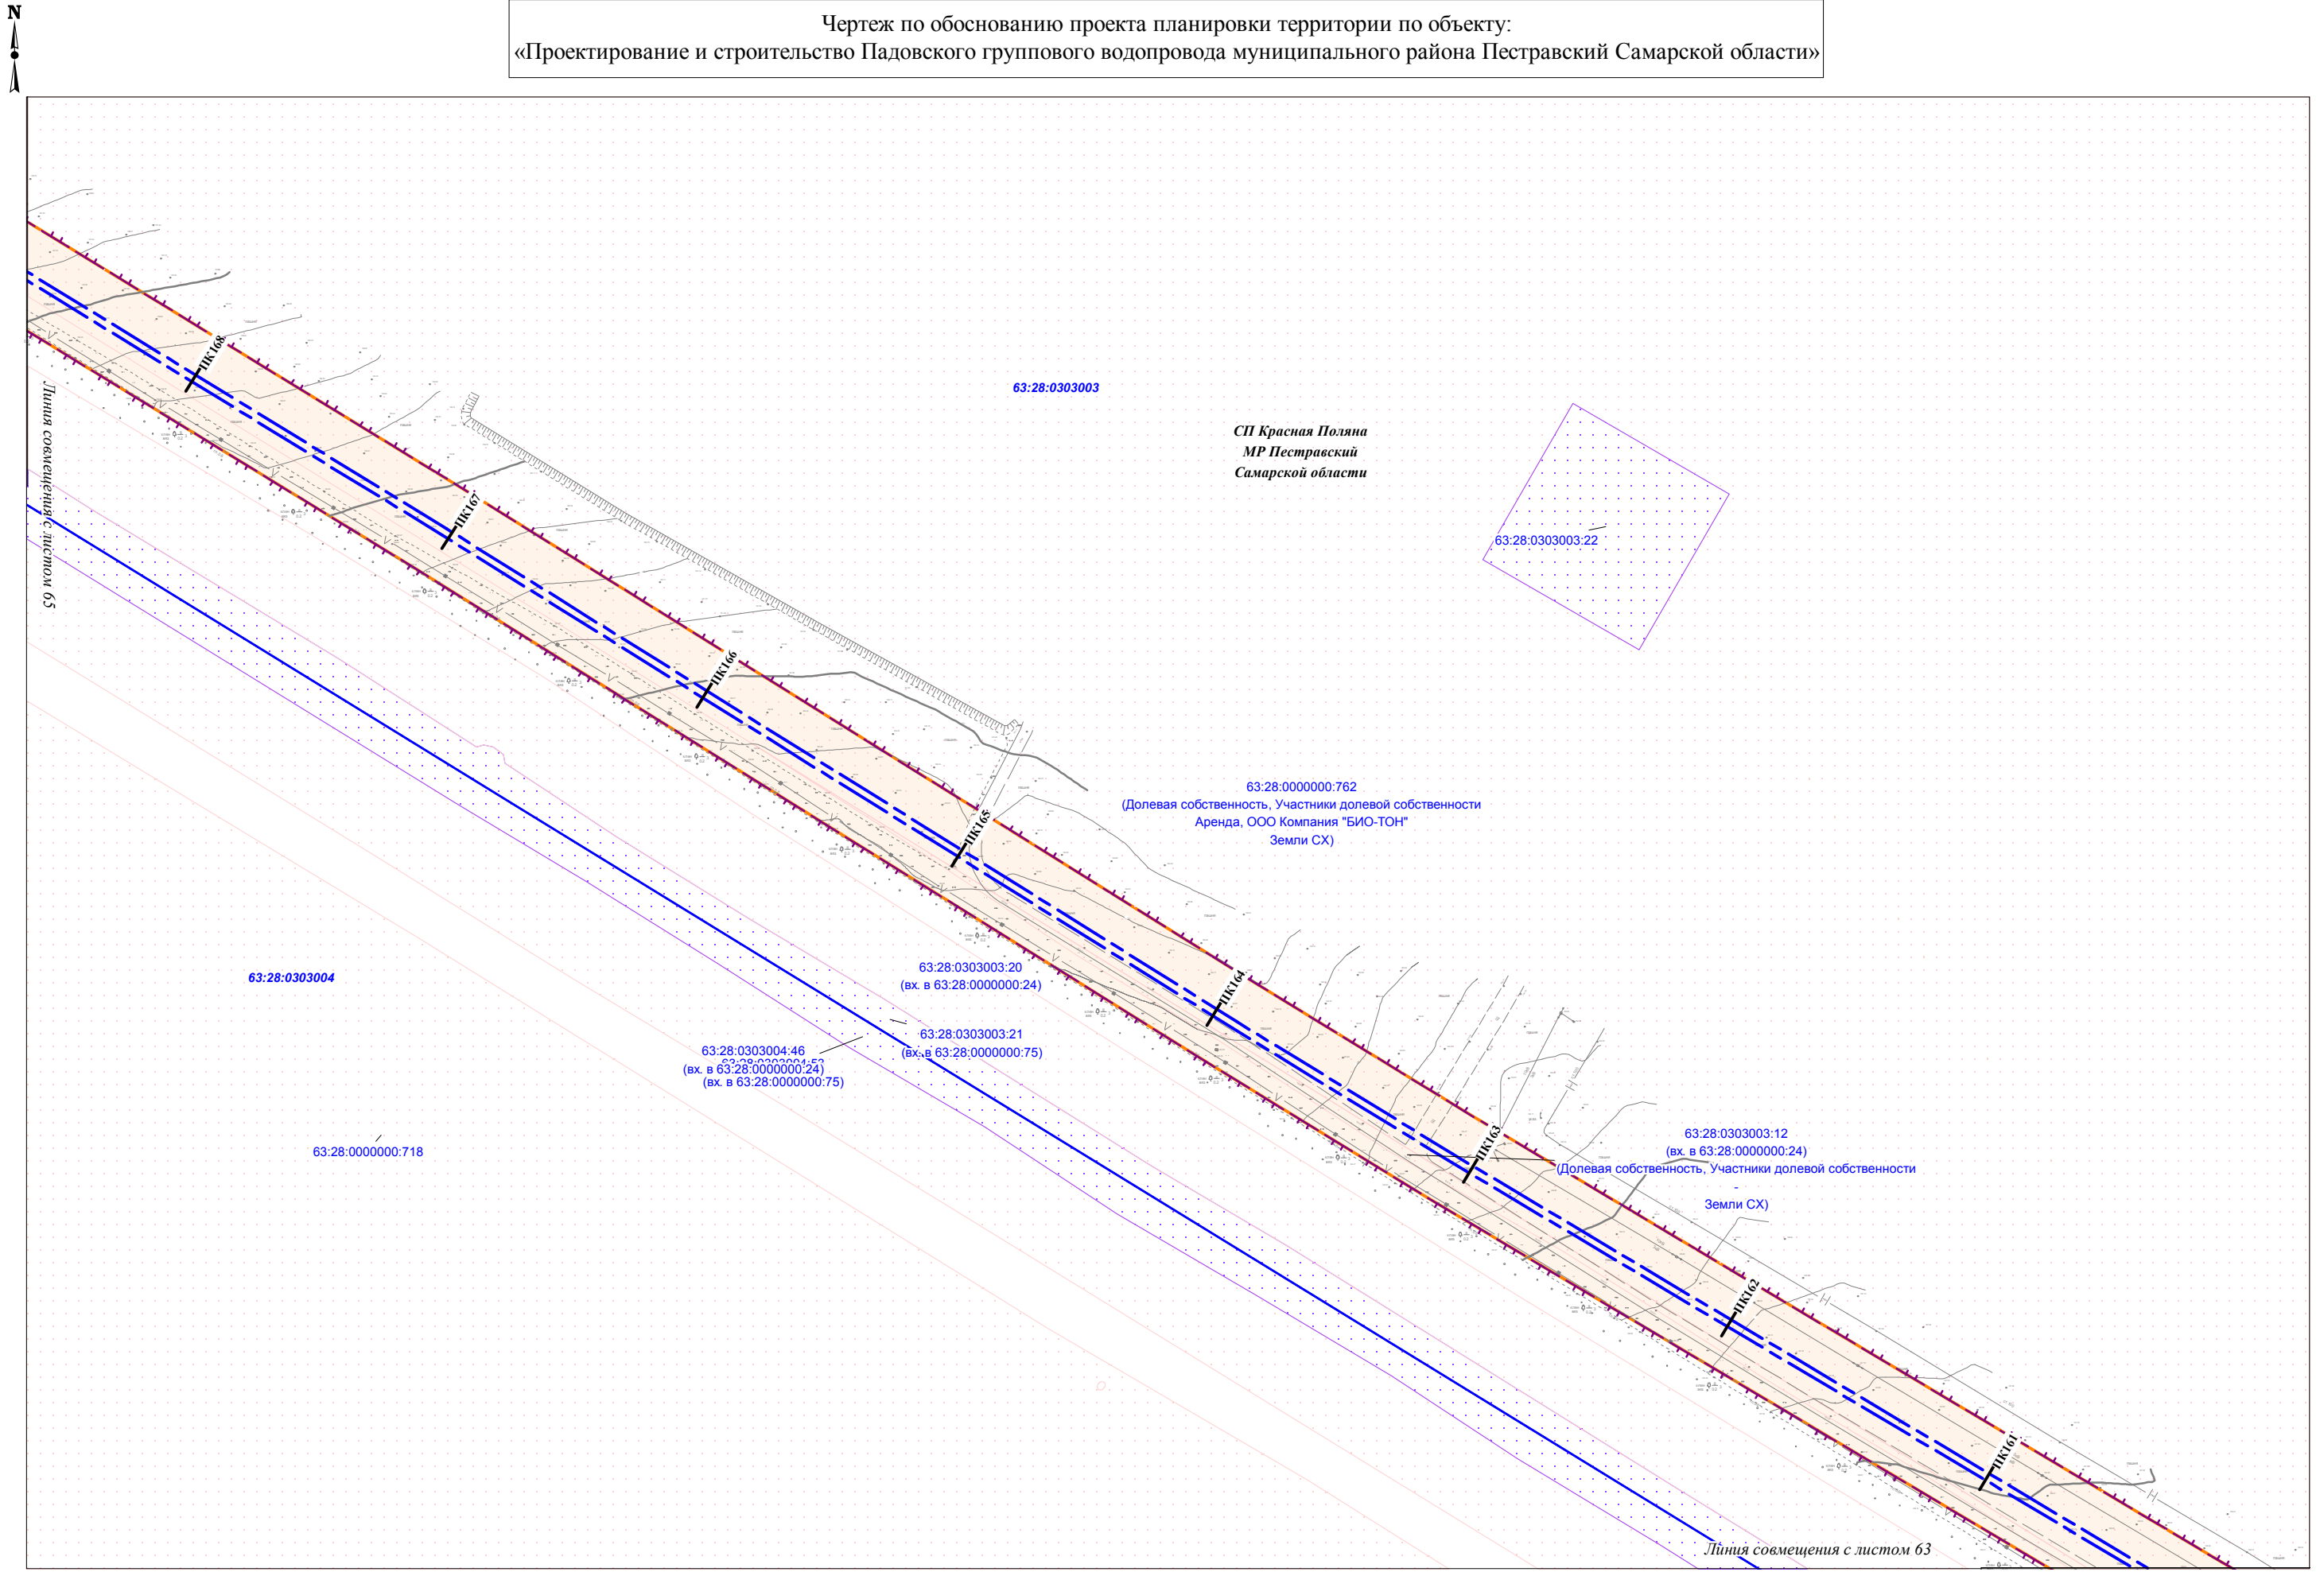 N
Чертеж по обоснованию проекта планировки территории по объекту:
«Проектирование и строительство Падовского группового водопровода муниципального района Пестравский Самарской области»
ПК168
Линия совмещения с листом 65
63:28:0303003
СП Красная Поляна
МР Пестравский
Самарской области
ПК167
63:28:0303003:22
ПК166
63:28:0000000:762
(Долевая собственность, Участники долевой собственности
Аренда, ООО Компания "БИО-ТОН"
Земли СХ)
ПК165
63:28:0303004
63:28:0303003:20
(вх. в 63:28:0000000:24)
ПК164
63:28:0303003:21
(вх. в 63:28:0000000:75)
63:28:0303004:46
(вх. в 63:28:0000000:24)
(вх. в 63:28:0000000:75)
63:28:0000000:718
ПК163
63:28:0303003:12
(вх. в 63:28:0000000:24)
(Долевая собственность, Участники долевой собственности
-
Земли СХ)
ПК162
ПК161
Линия совмещения с листом 63